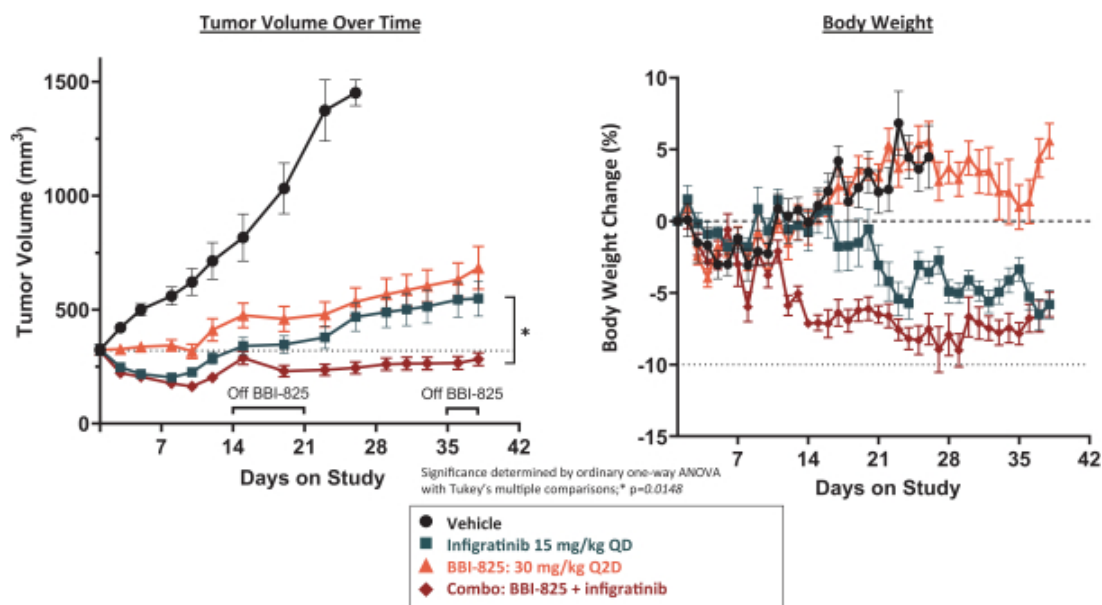 Tumor Volume Over Time
Tumor Volume (mm³)
1500
1000
500
0
Off BBI-825
Off BBI-825
*
7 14 21 28 35 42
Days on Study
Body Weight
Body Weight Change (%)
10
5
0
-5
-10
-15
7 14 21 28 35 42
Days on Study
Significance determined by ordinary one-way ANOVA
with Tukey's multiple comparisons;* p=0.0148
Vehicle
Infigratinib 15 mg/kg QD
BBI-825: 30 mg/kg Q2D
Combo: BBI-825 + infigratinib